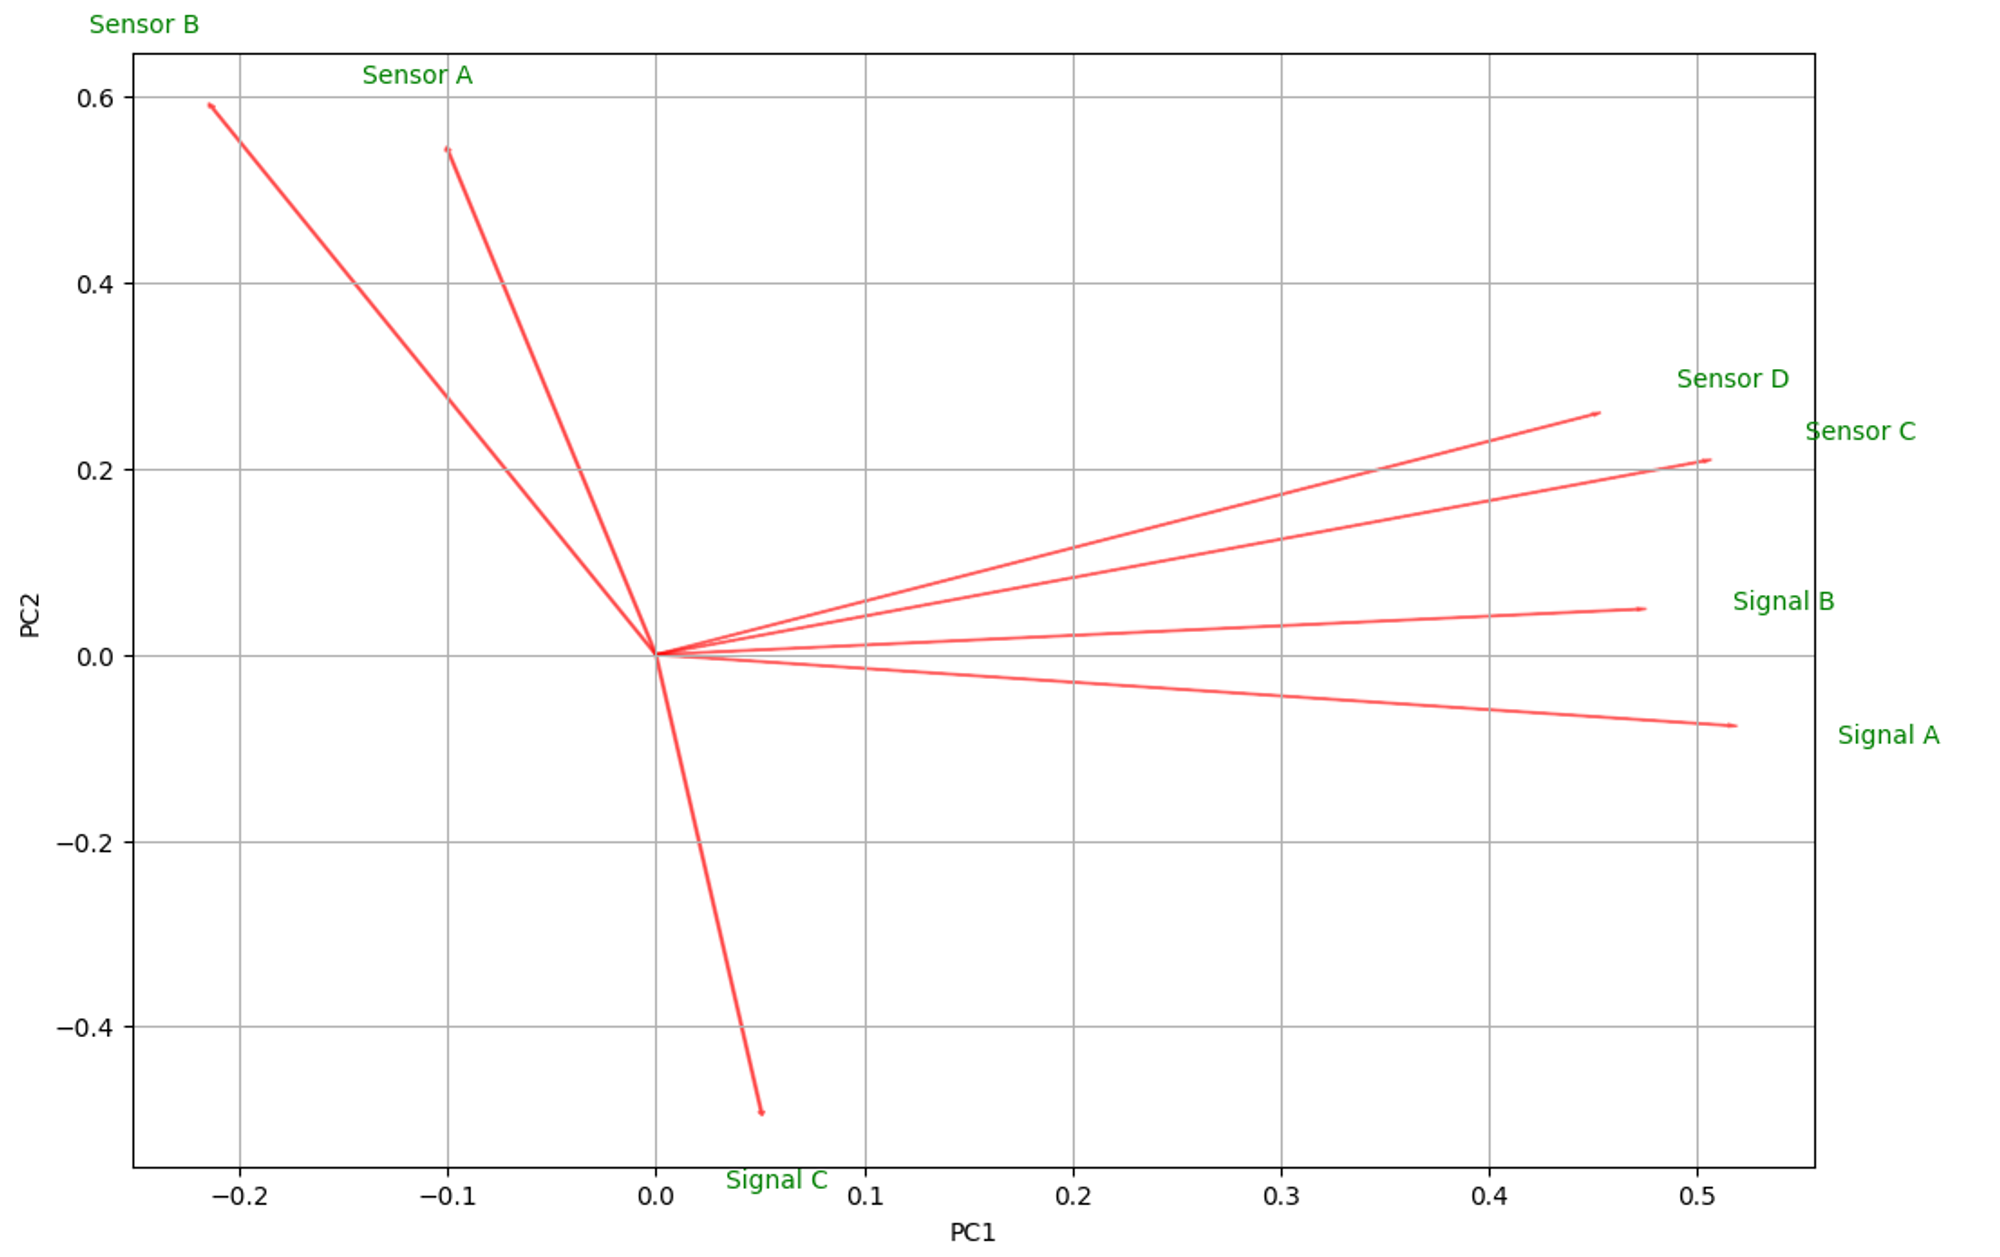 Sensor B
Sensor A
0.6
0.4
Sensor D
Sensor C
0.2
Signal B
PC2
0.0
Signal A
−0.2
−0.4
Signal C
−0.2 −0.1 0.0 0.1 0.2 0.3 0.4 0.5
PC1